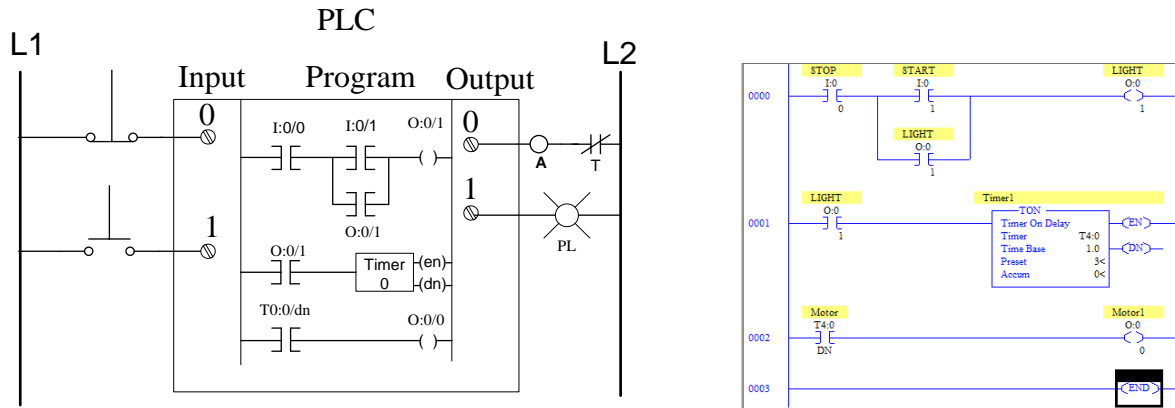 PLC
L1
L2
Input Program Output
0
I:0/0 I:0/1 O:0/1
0
A
T
O:0/1
1
PL
1
O:0/1
Timer
0
(en)
(dn)
T0:0/dn
O:0/0
STOP START LIGHT
I:0 I:0 O:0
0000
0 1 1
LIGHT
O:0
1
LIGHT Timer1
O:0
0001
1
TON
Timer On Delay
Timer T4:0
Time Base 1.0
Preset 3<
Accum 0<
EN
DN
Motor Motor1
T4:0 O:0
0002
DN 0
0003
END